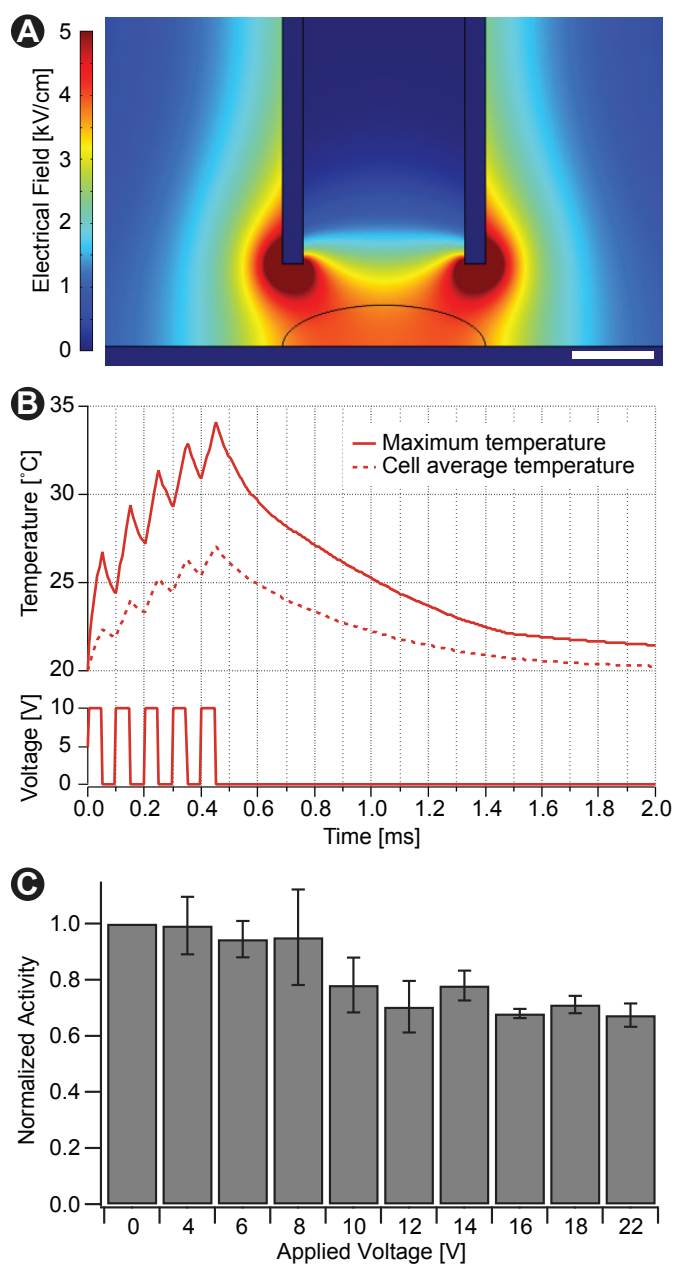 A
Electrical Field [kV/cm]
5
4
3
2
1
0
B
Temperature [˚C]
35
30
25
20
Maximum temperature
Cell average temperature
Voltage [V]
10
5
0
0.0 0.2 0.4 0.6 0.8 1.0 1.2 1.4 1.6 1.8 2.0
Time [ms]
C
Normalized Activity
1.0
0.8
0.6
0.4
0.2
0.0
0 4 6 8 10 12 14 16 18 22
Applied Voltage [V]